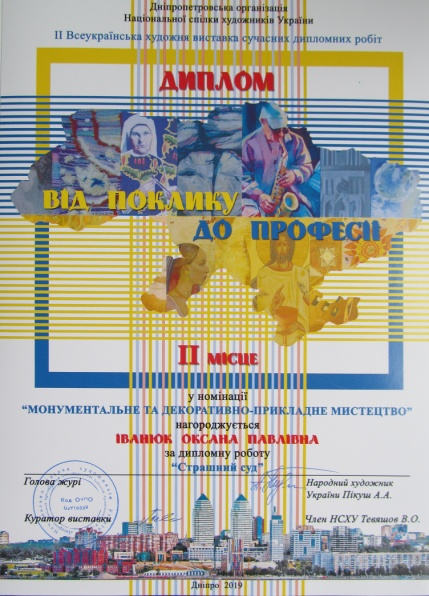 Дніпропетровська організація
Національної спілки художників України
ІІ Всеукраїнська художня виставка сучасних дипломних робіт
ДИПЛОМ
ВІД ПОКЛИКУ
ДО ПРОФЕСІЇ
ІІ МІСЦЕ
у номінації
“МОНУМЕНТАЛЬНЕ ТА ДЕКОРАТИВНО-ПРИКЛАДНЕ МИСТЕЦТВО”
нагороджується
ІВАНЮК ОКСАНА ПАВЛІВНА
за дипломну роботу
“Страшний суд”
Голова журі
Народний художник
України Пікуш А.А.
Куратор виставки
Член НСХУ Тевяшов В.О.
Дніпро 2019